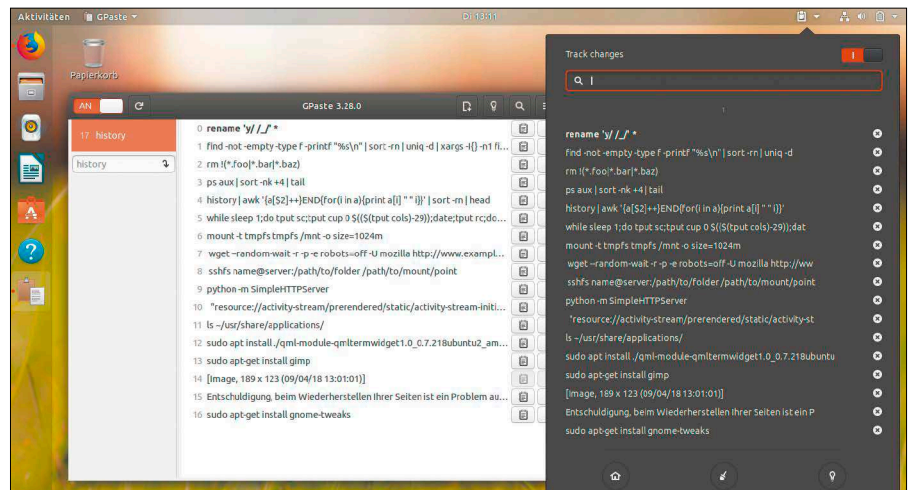 Aktivitäten GPaste Di 13:11
Papierkorb
AN GPaste 3.28.0
17 history
history
0 rename 'y/ /_/' *
1 find -not -empty -type f -printf "%s\n" | sort -rn | uniq -d | xargs -I{} -n1 fi...
2 rm !(*.foo|*.bar|*.baz)
3 ps aux | sort -nk +4 | tail
4 history | awk '{a[$2]++}END{for(i in a){print a[i] " " i}}' | sort -rn | head
5 while sleep 1;do tput sc;tput cup 0 $(($(tput cols)-29));date;tput rc;do...
6 mount -t tmpfs tmpfs /mnt -o size=1024m
7 wget –random-wait -r -p -e robots=off -U mozilla http://www.exampl...
8 sshfs name@server:/path/to/folder /path/to/mount/point
9 python -m SimpleHTTPServer
10 "resource://activity-stream/prerendered/static/activity-stream-initi...
11 ls ~/usr/share/applications/
12 sudo apt install ./qml-module-qmltermwidget1.0_0.7.218ubuntu2_am...
13 sudo apt-get install gimp
14 [Image, 189 x 123 (09/04/18 13:01:01)]
15 Entschuldigung, beim Wiederherstellen Ihrer Seiten ist ein Problem au...
16 sudo apt-get install gnome-tweaks
Track changes
1
rename 'y/ /_/' *
find -not -empty -type f -printf "%s\n" | sort -rn | uniq -d
rm !(*.foo|*.bar|*.baz)
ps aux | sort -nk +4 | tail
history | awk '{a[$2]++}END{for(i in a){print a[i] " " i}}'
while sleep 1;do tput sc;tput cup 0 $(($(tput cols)-29));dat
mount -t tmpfs tmpfs /mnt -o size=1024m
wget –random-wait -r -p -e robots=off -U mozilla http://ww
sshfs name@server:/path/to/folder /path/to/mount/point
python -m SimpleHTTPServer
"resource://activity-stream/prerendered/static/activity-st
ls ~/usr/share/applications/
sudo apt install ./qml-module-qmltermwidget1.0_0.7.218ubuntu
sudo apt-get install gimp
[Image, 189 x 123 (09/04/18 13:01:01)]
Entschuldigung, beim Wiederherstellen Ihrer Seiten ist ein P
sudo apt-get install gnome-tweaks